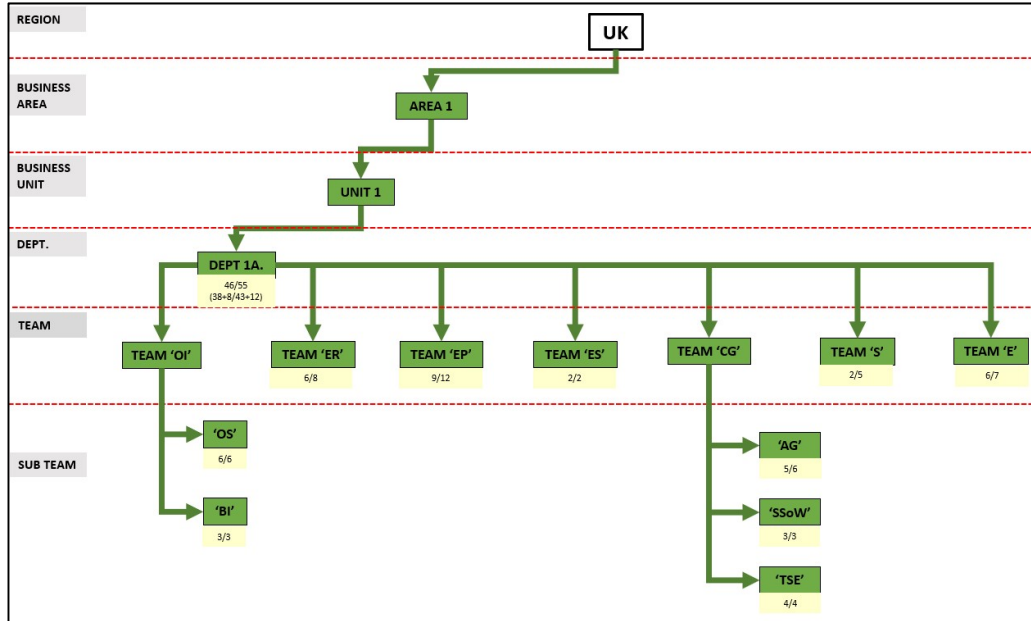 REGION
UK
BUSINESS
AREA
AREA 1
BUSINESS
UNIT
UNIT 1
DEPT.
DEPT 1A.
46/55
(38+8/43+12)
TEAM
TEAM ‘OI’
TEAM ‘ER’
6/8
TEAM ‘EP’
9/12
TEAM ‘ES’
2/2
TEAM ‘CG’
TEAM ‘S’
2/5
TEAM ‘E’
6/7
SUB TEAM
‘OS’
6/6
‘BI’
3/3
‘AG’
5/6
‘SSoW’
3/3
‘TSE’
4/4